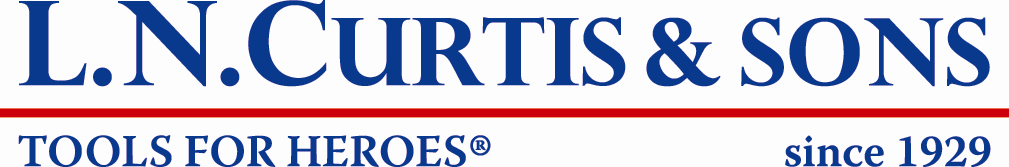 L.N.CURTIS & SONS
TOOLS FOR HEROES® since 1929